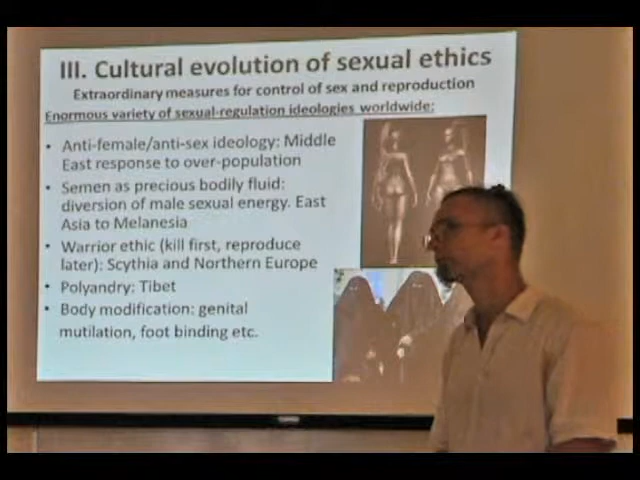 III. Cultural evolution of sexual ethics
Extraordinary measures for control of sex and reproduction
Enormous variety of sexual-regulation ideologies worldwide:
• Anti-female/anti-sex ideology: Middle
East response to over-population
• Semen as precious bodily fluid:
diversion of male sexual energy. East
Asia to Melanesia
• Warrior ethic (kill first, reproduce
later): Scythia and Northern Europe
• Polyandry: Tibet
• Body modification: genital
mutilation, foot binding etc.